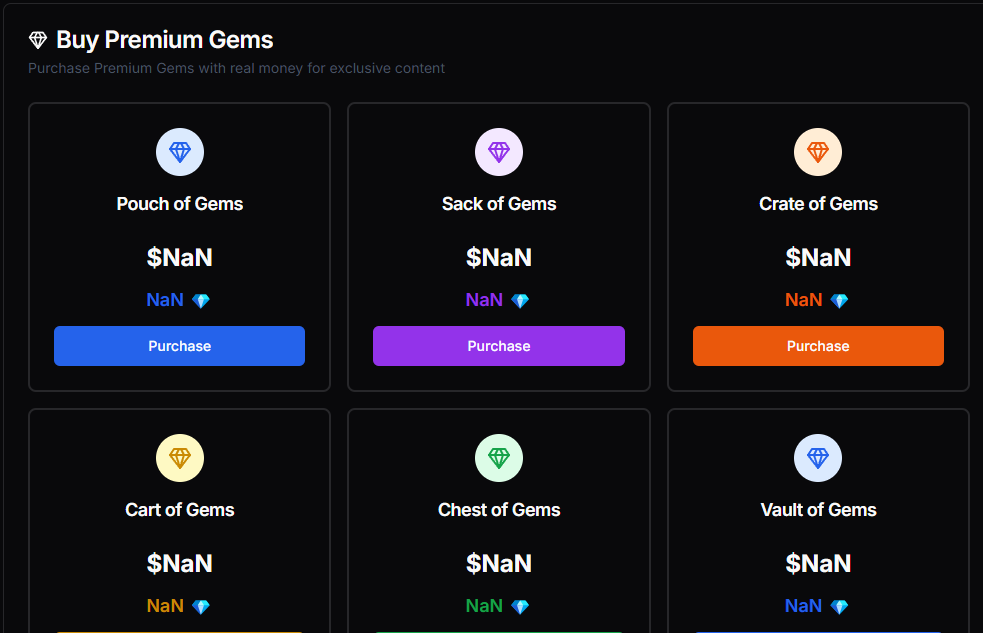 Buy Premium Gems
Purchase Premium Gems with real money for exclusive content
Pouch of Gems
$NaN
NaN 💎
Purchase
Sack of Gems
$NaN
NaN 💎
Purchase
Crate of Gems
$NaN
NaN 💎
Purchase
Cart of Gems
$NaN
NaN 💎
Chest of Gems
$NaN
NaN 💎
Vault of Gems
$NaN
NaN 💎